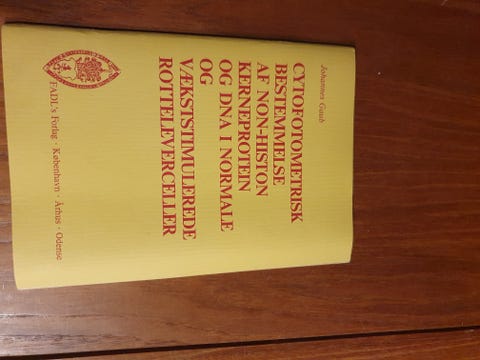 Johannes Gaub
CYTOFOTOMETRISK
BESTEMMELSE
AF NON-HISTON
KERNEPROTEIN
OG DNA I NORMALE
OG
VÆKSTSTIMULEREDE
ROTTELEVERCELLER
FADL's Forlag · København · Århus · Odense